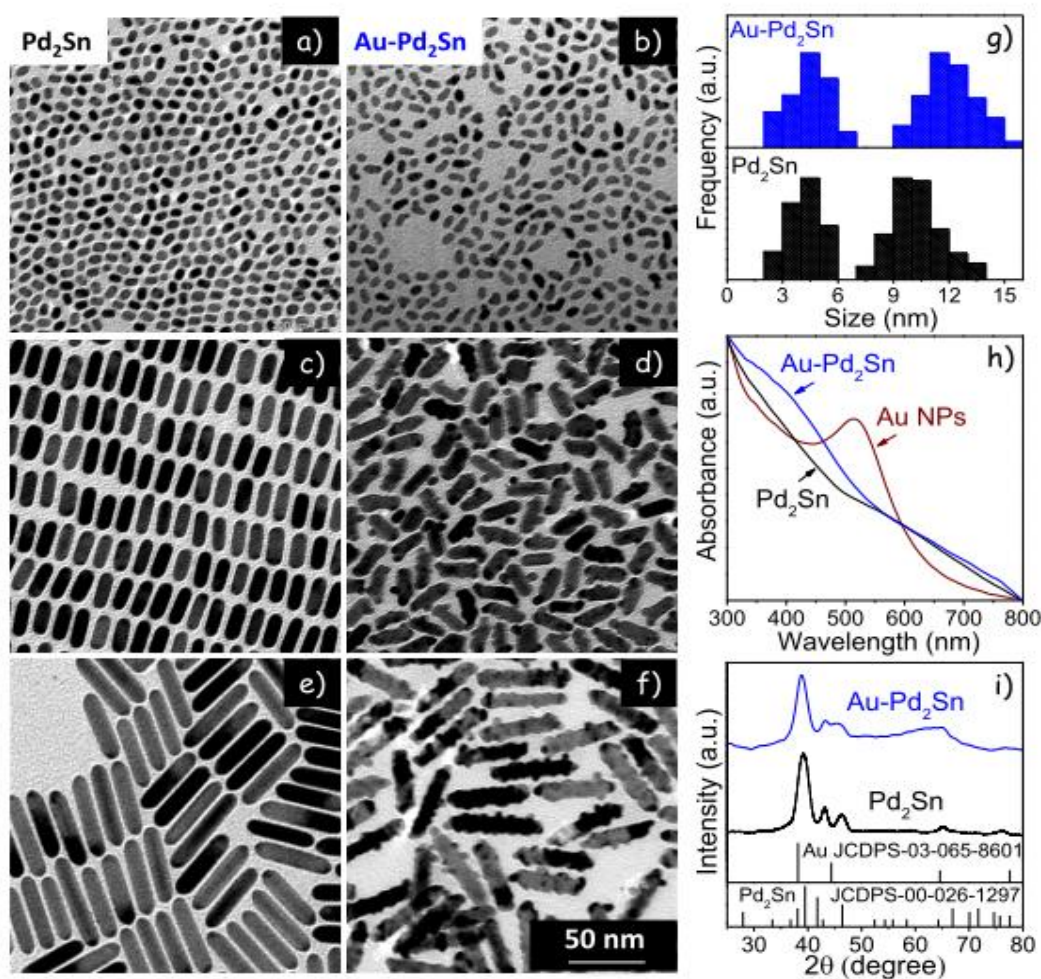 Pd₂Sn
a)
Au-Pd₂Sn
b)
c)
d)
e)
f)
50 nm
Au-Pd₂Sn
g)
Pd₂Sn
Frequency (a.u.)
0 3 6 9 12 15
Size (nm)
h)
Au-Pd₂Sn
Au NPs
Pd₂Sn
Absorbance (a.u.)
300 400 500 600 700 800
Wavelength (nm)
i)
Au-Pd₂Sn
Pd₂Sn
Au JCDPS-03-065-8601
Pd₂Sn JCDPS-00-026-1297
Intensity (a.u.)
30 40 50 60 70 80
2θ (degree)